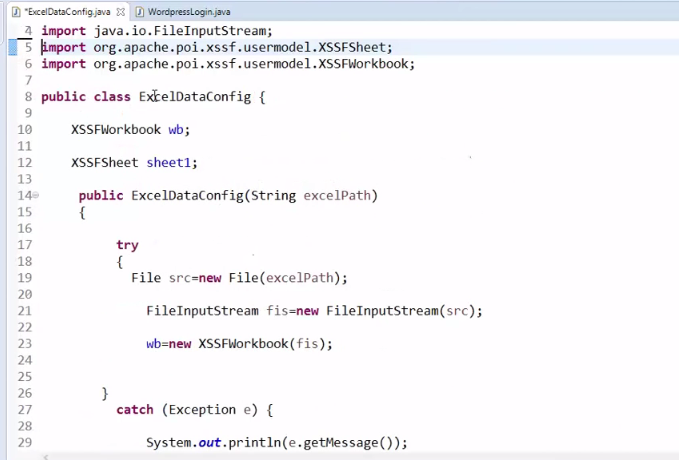 *ExcelDataConfig.java WordpressLogin.java
4 import java.io.FileInputStream;
5 import org.apache.poi.xssf.usermodel.XSSFSheet;
6 import org.apache.poi.xssf.usermodel.XSSFWorkbook;
7
8 public class ExcelDataConfig {
9
10 XSSFWorkbook wb;
11
12 XSSFSheet sheet1;
13
14 public ExcelDataConfig(String excelPath)
15 {
16
17 try
18 {
19 File src=new File(excelPath);
20
21 FileInputStream fis=new FileInputStream(src);
22
23 wb=new XSSFWorkbook(fis);
24
25
26 }
27 catch (Exception e) {
28
29 System.out.println(e.getMessage());